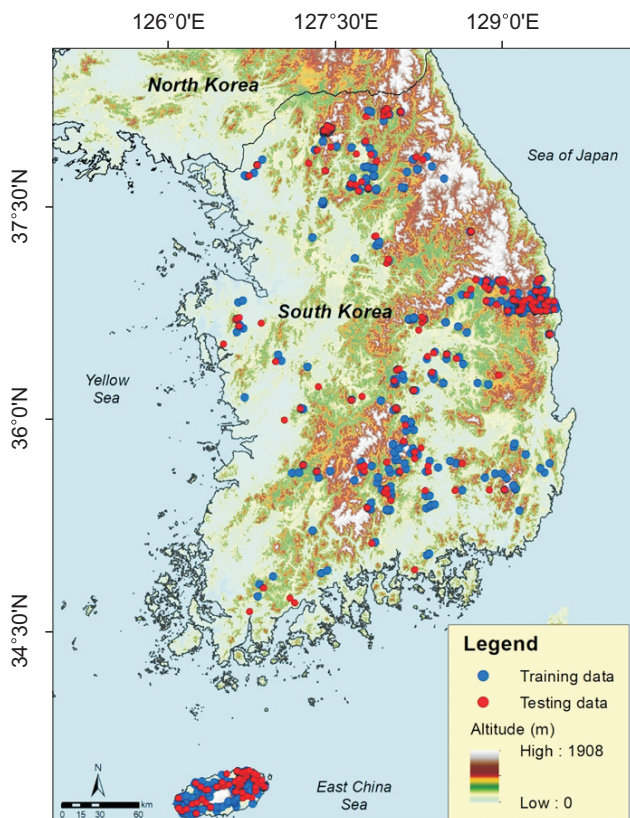 126°0'E 127°30'E 129°0'E
North Korea
Sea of Japan
37°30'N
South Korea
Yellow
Sea
36°0'N
34°30'N
Legend
Training data
Testing data
Altitude (m)
High : 1908
Low : 0
N
0 15 30 60
km
East China
Sea